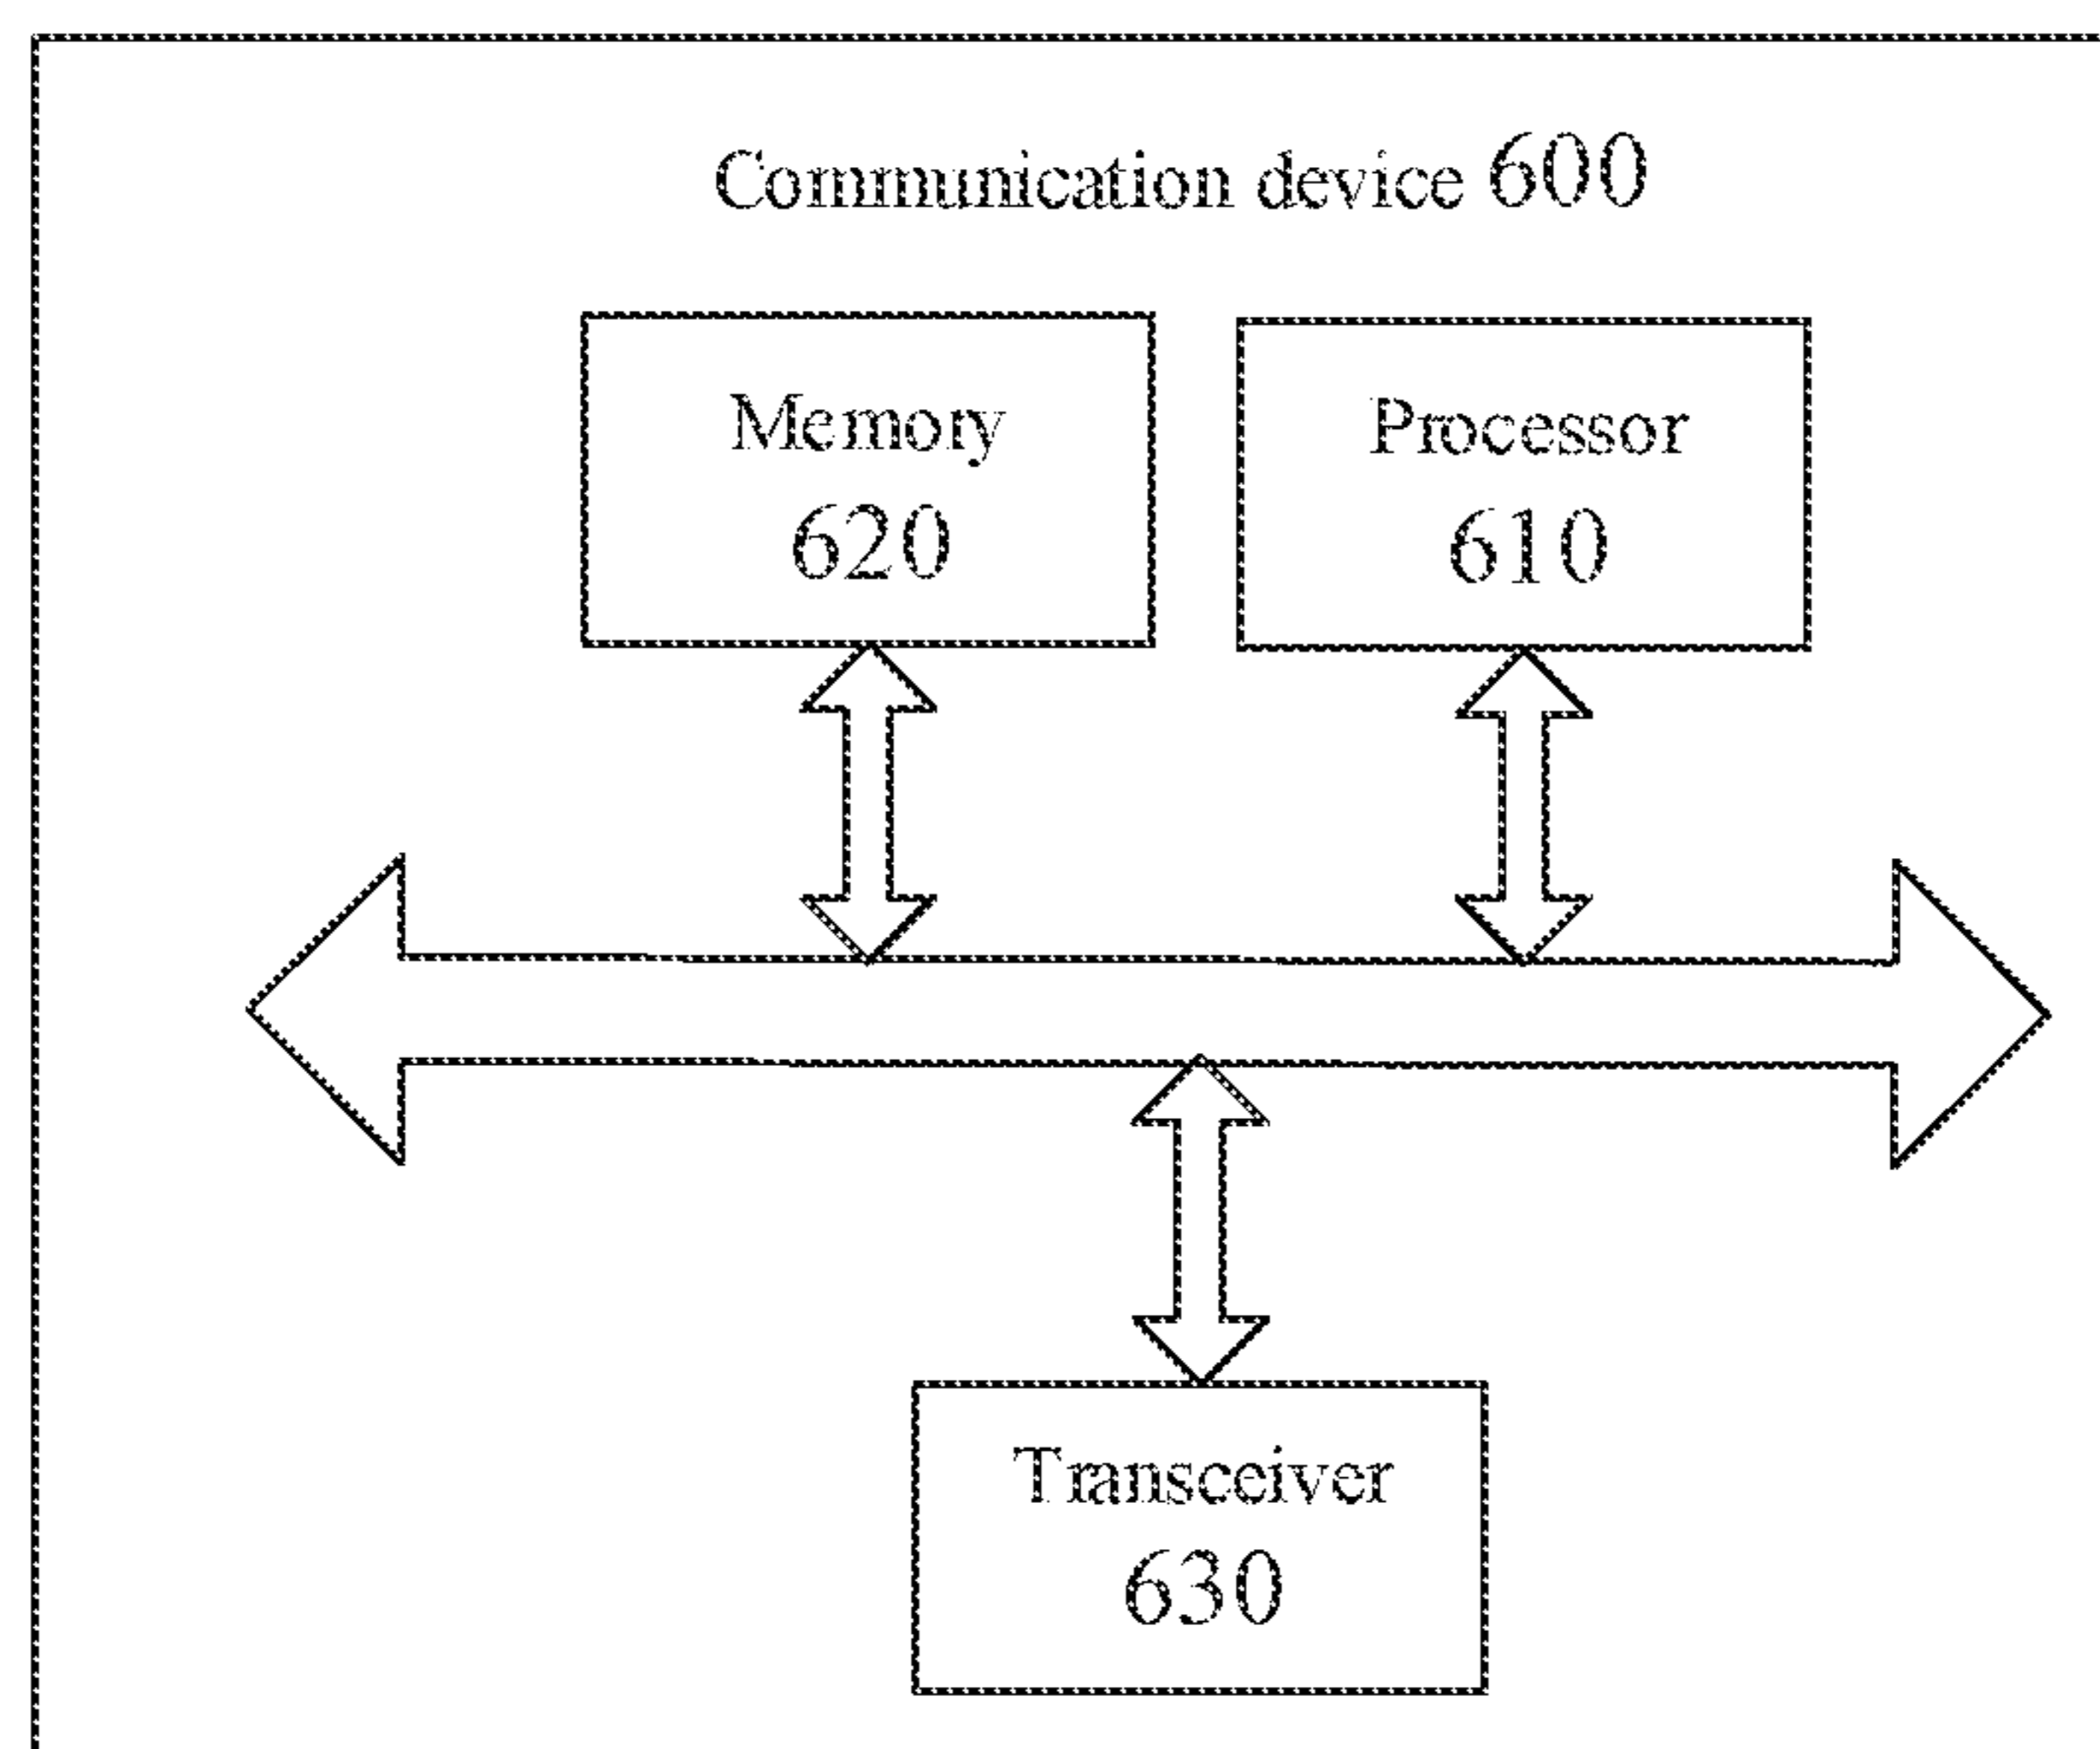 Communication device 600
Memory
620
Processor
610
Transceiver
630